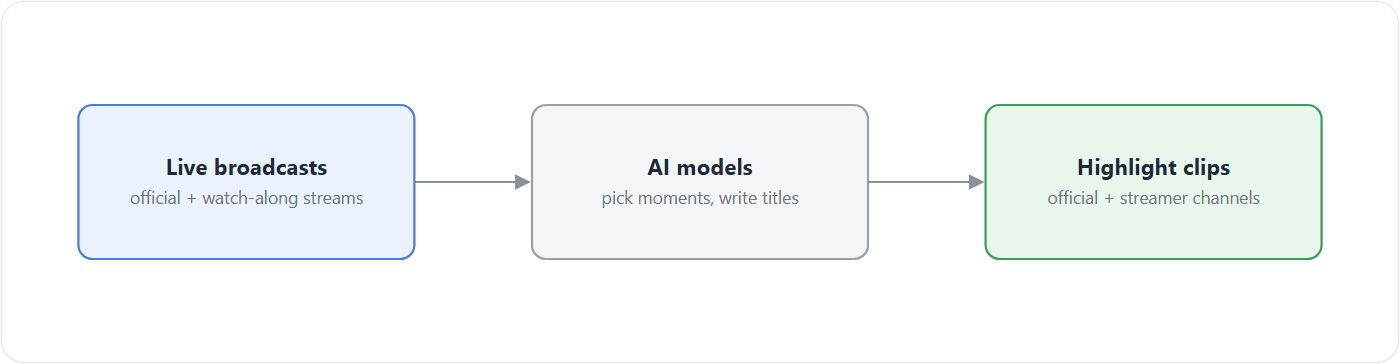 Live broadcasts
official + watch-along streams
AI models
pick moments, write titles
Highlight clips
official + streamer channels